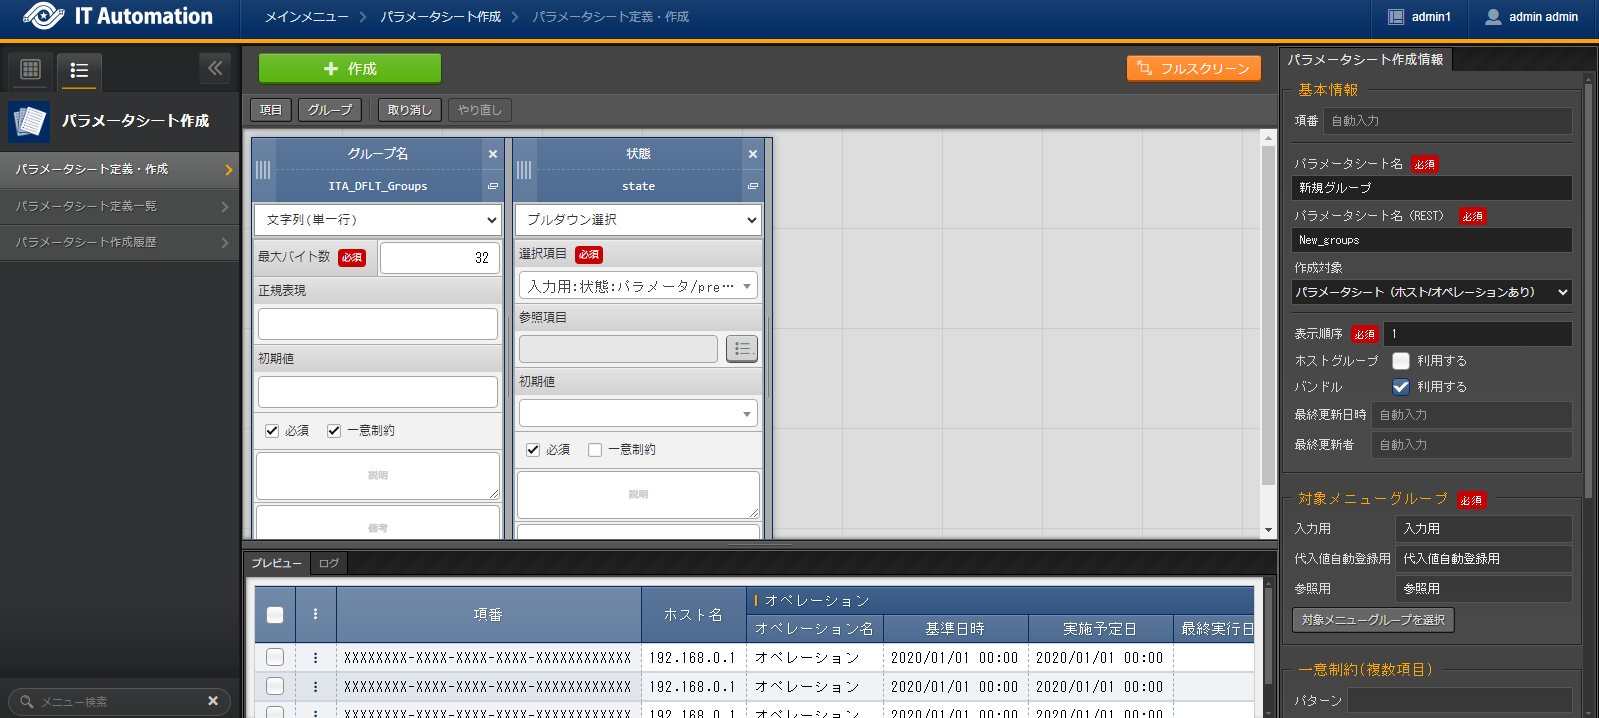 IT Automation
メインメニュー
パラメータシート作成
パラメータシート定義・作成
admin1
admin admin
パラメータシート作成
パラメータシート定義・作成
パラメータシート定義一覧
パラメータシート作成履歴
メニュー検索
作成
フルスクリーン
項目
グループ
取り消し
やり直し
グループ名
ITA_DFLT_Groups
文字列(単一行)
最大バイト数 必須 32
正規表現
初期値
必須 一意制約
説明
備考
状態
state
プルダウン選択
選択項目 必須
入力用:状態:パラメータ/pre…
参照項目
初期値
必須 一意制約
説明
プレビュー ログ
項番 ホスト名 オペレーション
オペレーション名 基準日時 実施予定日 最終実行日
XXXXXXXX-XXXX-XXXX-XXXX-XXXXXXXXXXXX 192.168.0.1 オペレーション 2020/01/01 00:00 2020/01/01 00:00
XXXXXXXX-XXXX-XXXX-XXXX-XXXXXXXXXXXX 192.168.0.1 オペレーション 2020/01/01 00:00 2020/01/01 00:00
XXXXXXXX-XXXX-XXXX-XXXX-XXXXXXXXXXXX 192.168.0.1 オペレーション 2020/01/01 00:00 2020/01/01 00:00
パラメータシート作成情報
基本情報
項番 自動入力
パラメータシート名 必須
新規グループ
パラメータシート名（REST） 必須
New_groups
作成対象
パラメータシート（ホスト/オペレーションあり）
表示順序 必須 1
ホストグループ 利用する
バンドル 利用する
最終更新日時 自動入力
最終更新者 自動入力
対象メニューグループ 必須
入力用 入力用
代入値自動登録用 代入値自動登録用
参照用 参照用
対象メニューグループを選択
一意制約(複数項目)
パターン